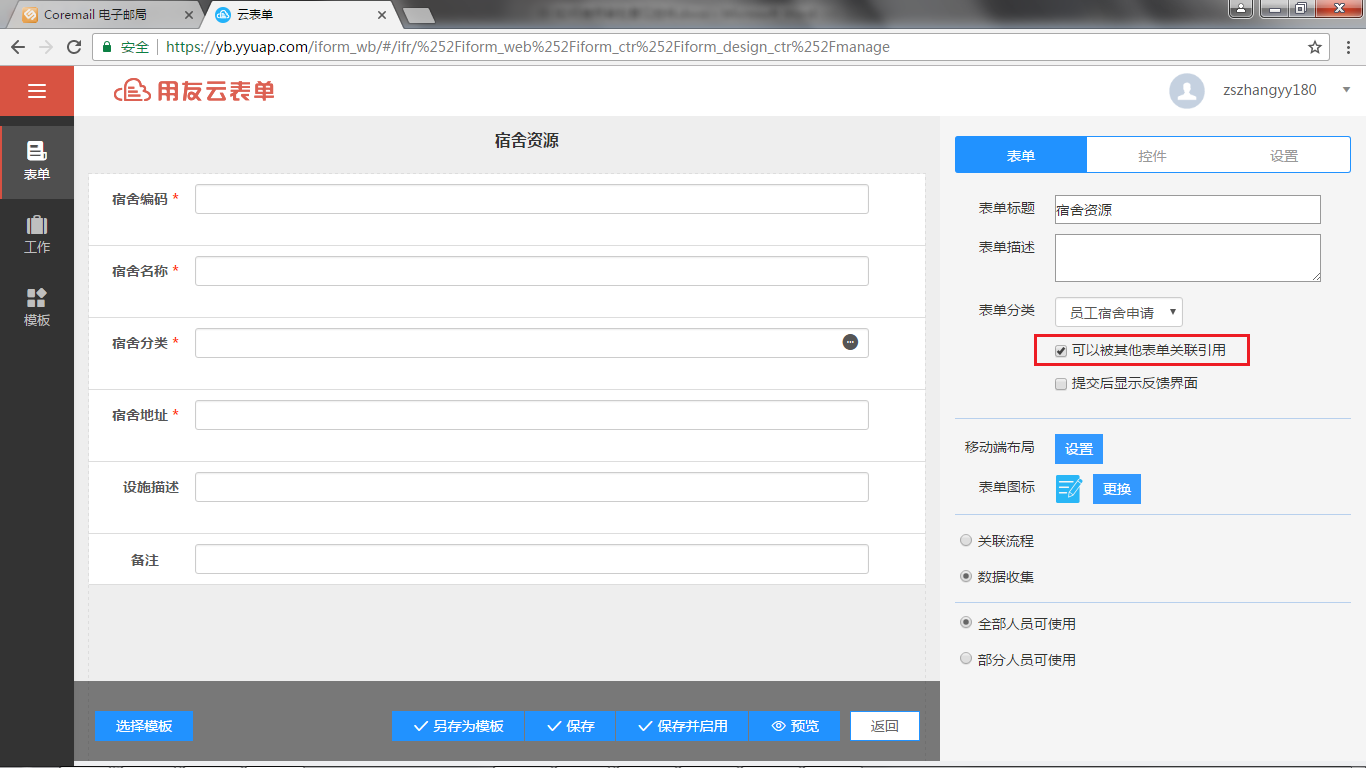 Coremail 电子邮局
云表单
安全
https://yb.yyuap.com/iform_wb/#/ifr/%252Fiform_web%252Fiform_ctr%252Fiform_design_ctr%252Fmanage
用友云表单
zszhangyy180
表单
工作
模板
宿舍资源
宿舍编码 *
宿舍名称 *
宿舍分类 *
宿舍地址 *
设施描述
备注
选择模板
另存为模板
保存
保存并启用
预览
返回
表单 控件 设置
表单标题 宿舍资源
表单描述
表单分类 员工宿舍申请
可以被其他表单关联引用
提交后显示反馈界面
移动端布局 设置
表单图标 更换
关联流程
数据收集
全部人员可使用
部分人员可使用